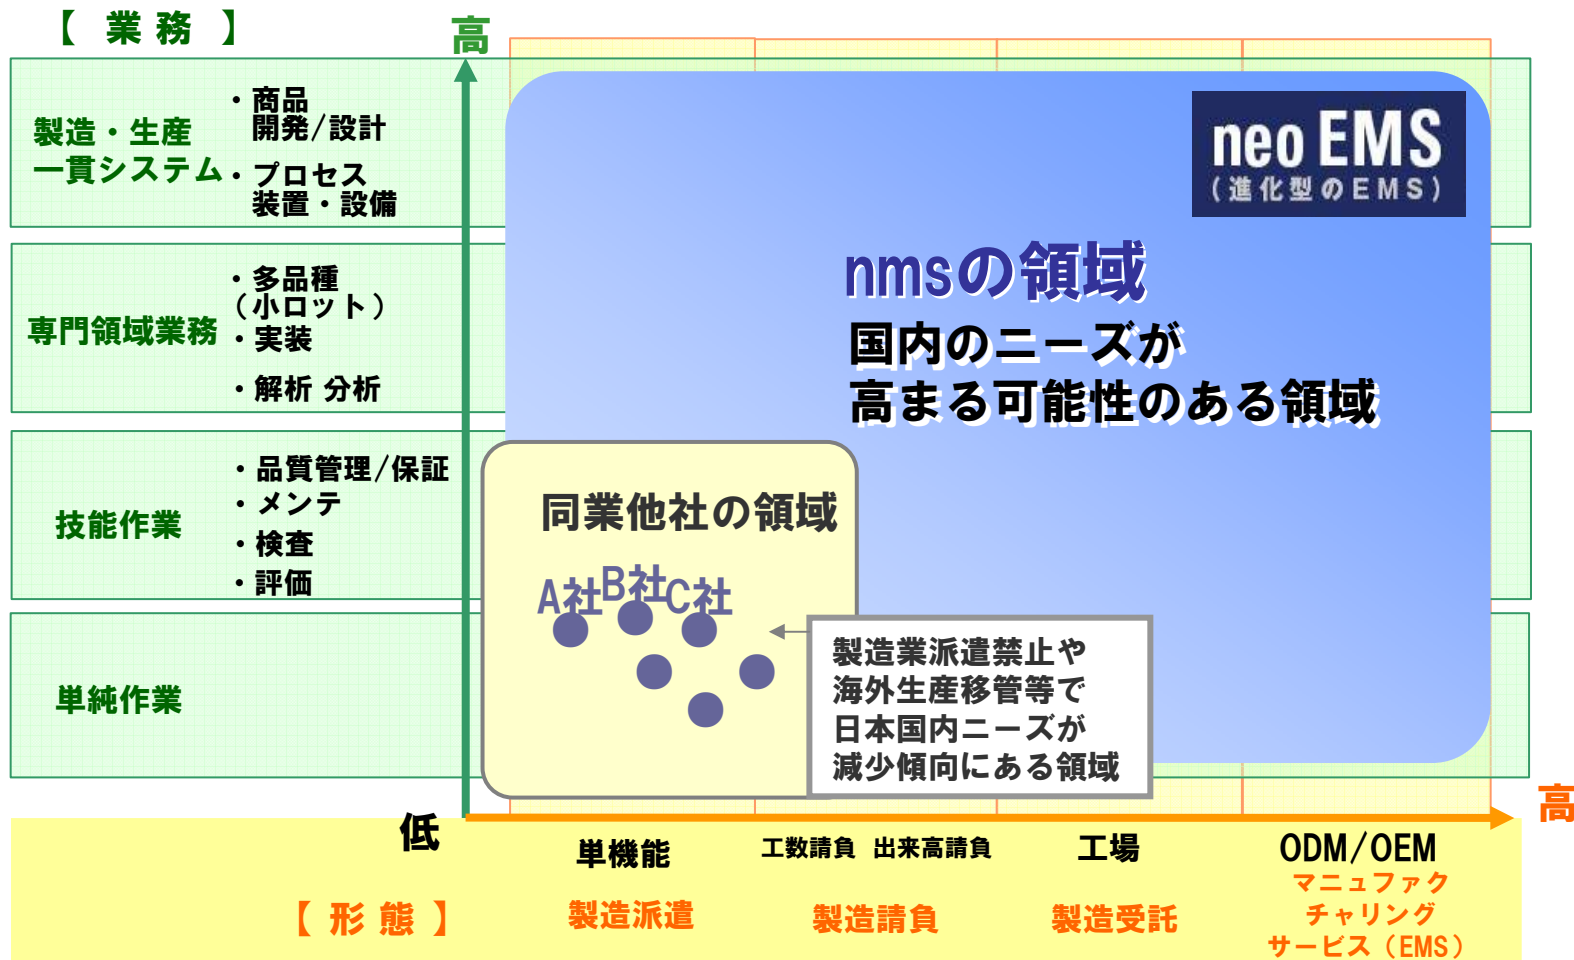 【 業 務 】
高
製造・生産
一貫システム
・商品
開発/設計
・プロセス
装置・設備
専門領域業務
・多品種
（小ロット）
・実装
・解析 分析
技能作業
・品質管理/保証
・メンテ
・検査
・評価
単純作業
neo EMS
(進化型のEMS)
nmsの領域
国内のニーズが
高まる可能性のある領域
同業他社の領域
A社 B社 C社
製造業派遣禁止や
海外生産移管等で
日本国内ニーズが
減少傾向にある領域
低
高
単機能
工数請負 出来高請負
工場
ODM/OEM
【 形 態 】
製造派遣
製造請負
製造受託
マニュファク
チャリング
サービス（EMS）